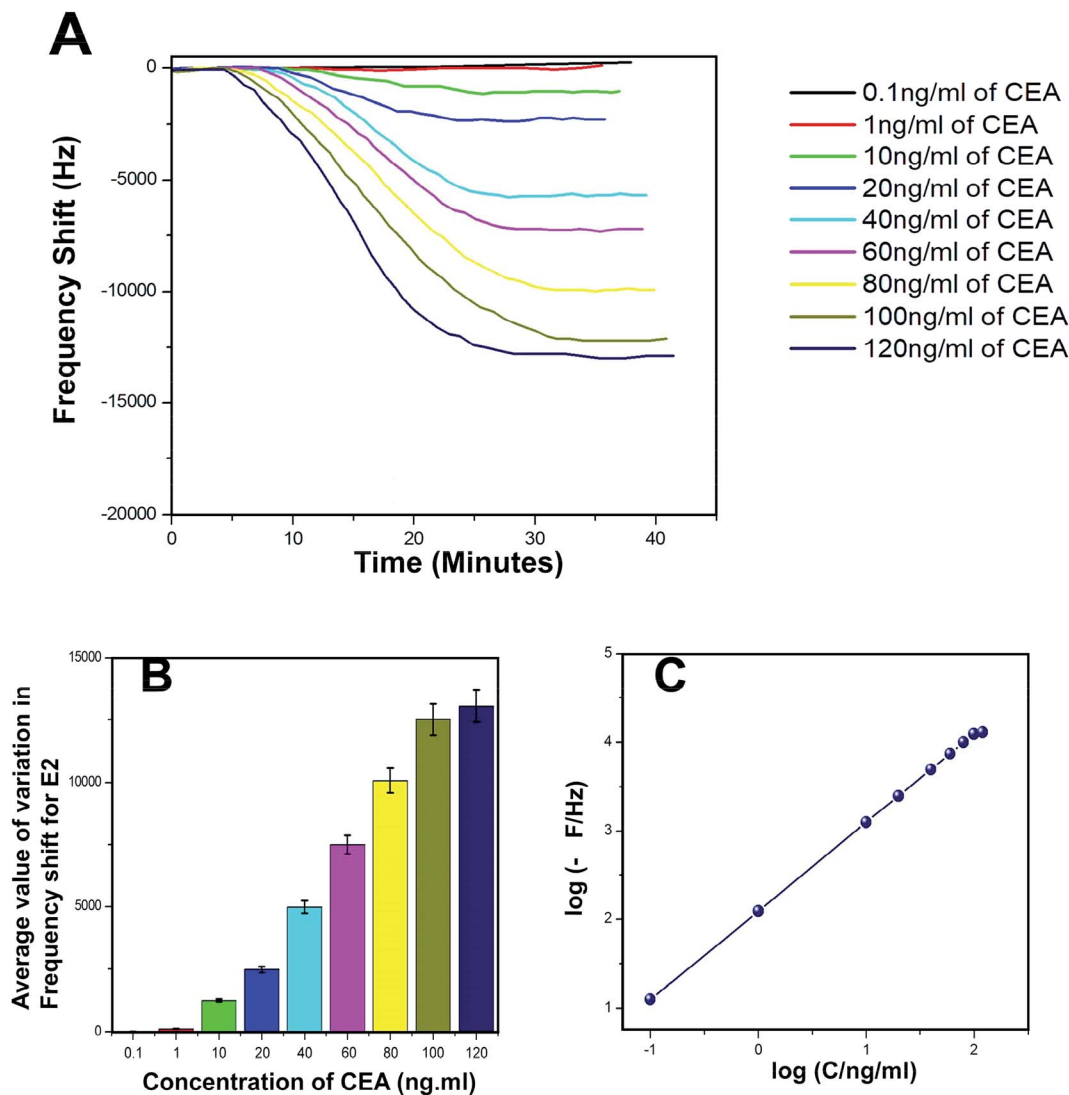 A
0
-5000
-10000
-15000
-20000
Frequency Shift (Hz)
0 10 20 30 40
Time (Minutes)
0.1ng/ml of CEA
1ng/ml of CEA
10ng/ml of CEA
20ng/ml of CEA
40ng/ml of CEA
60ng/ml of CEA
80ng/ml of CEA
100ng/ml of CEA
120ng/ml of CEA
B
15000
10000
5000
0
Average value of variation in
Frequency shift for E2
0.1 1 10 20 40 60 80 100 120
Concentration of CEA (ng.ml)
C
5
4
3
2
1
log (- F/Hz)
-1 0 1 2
log (C/ng/ml)